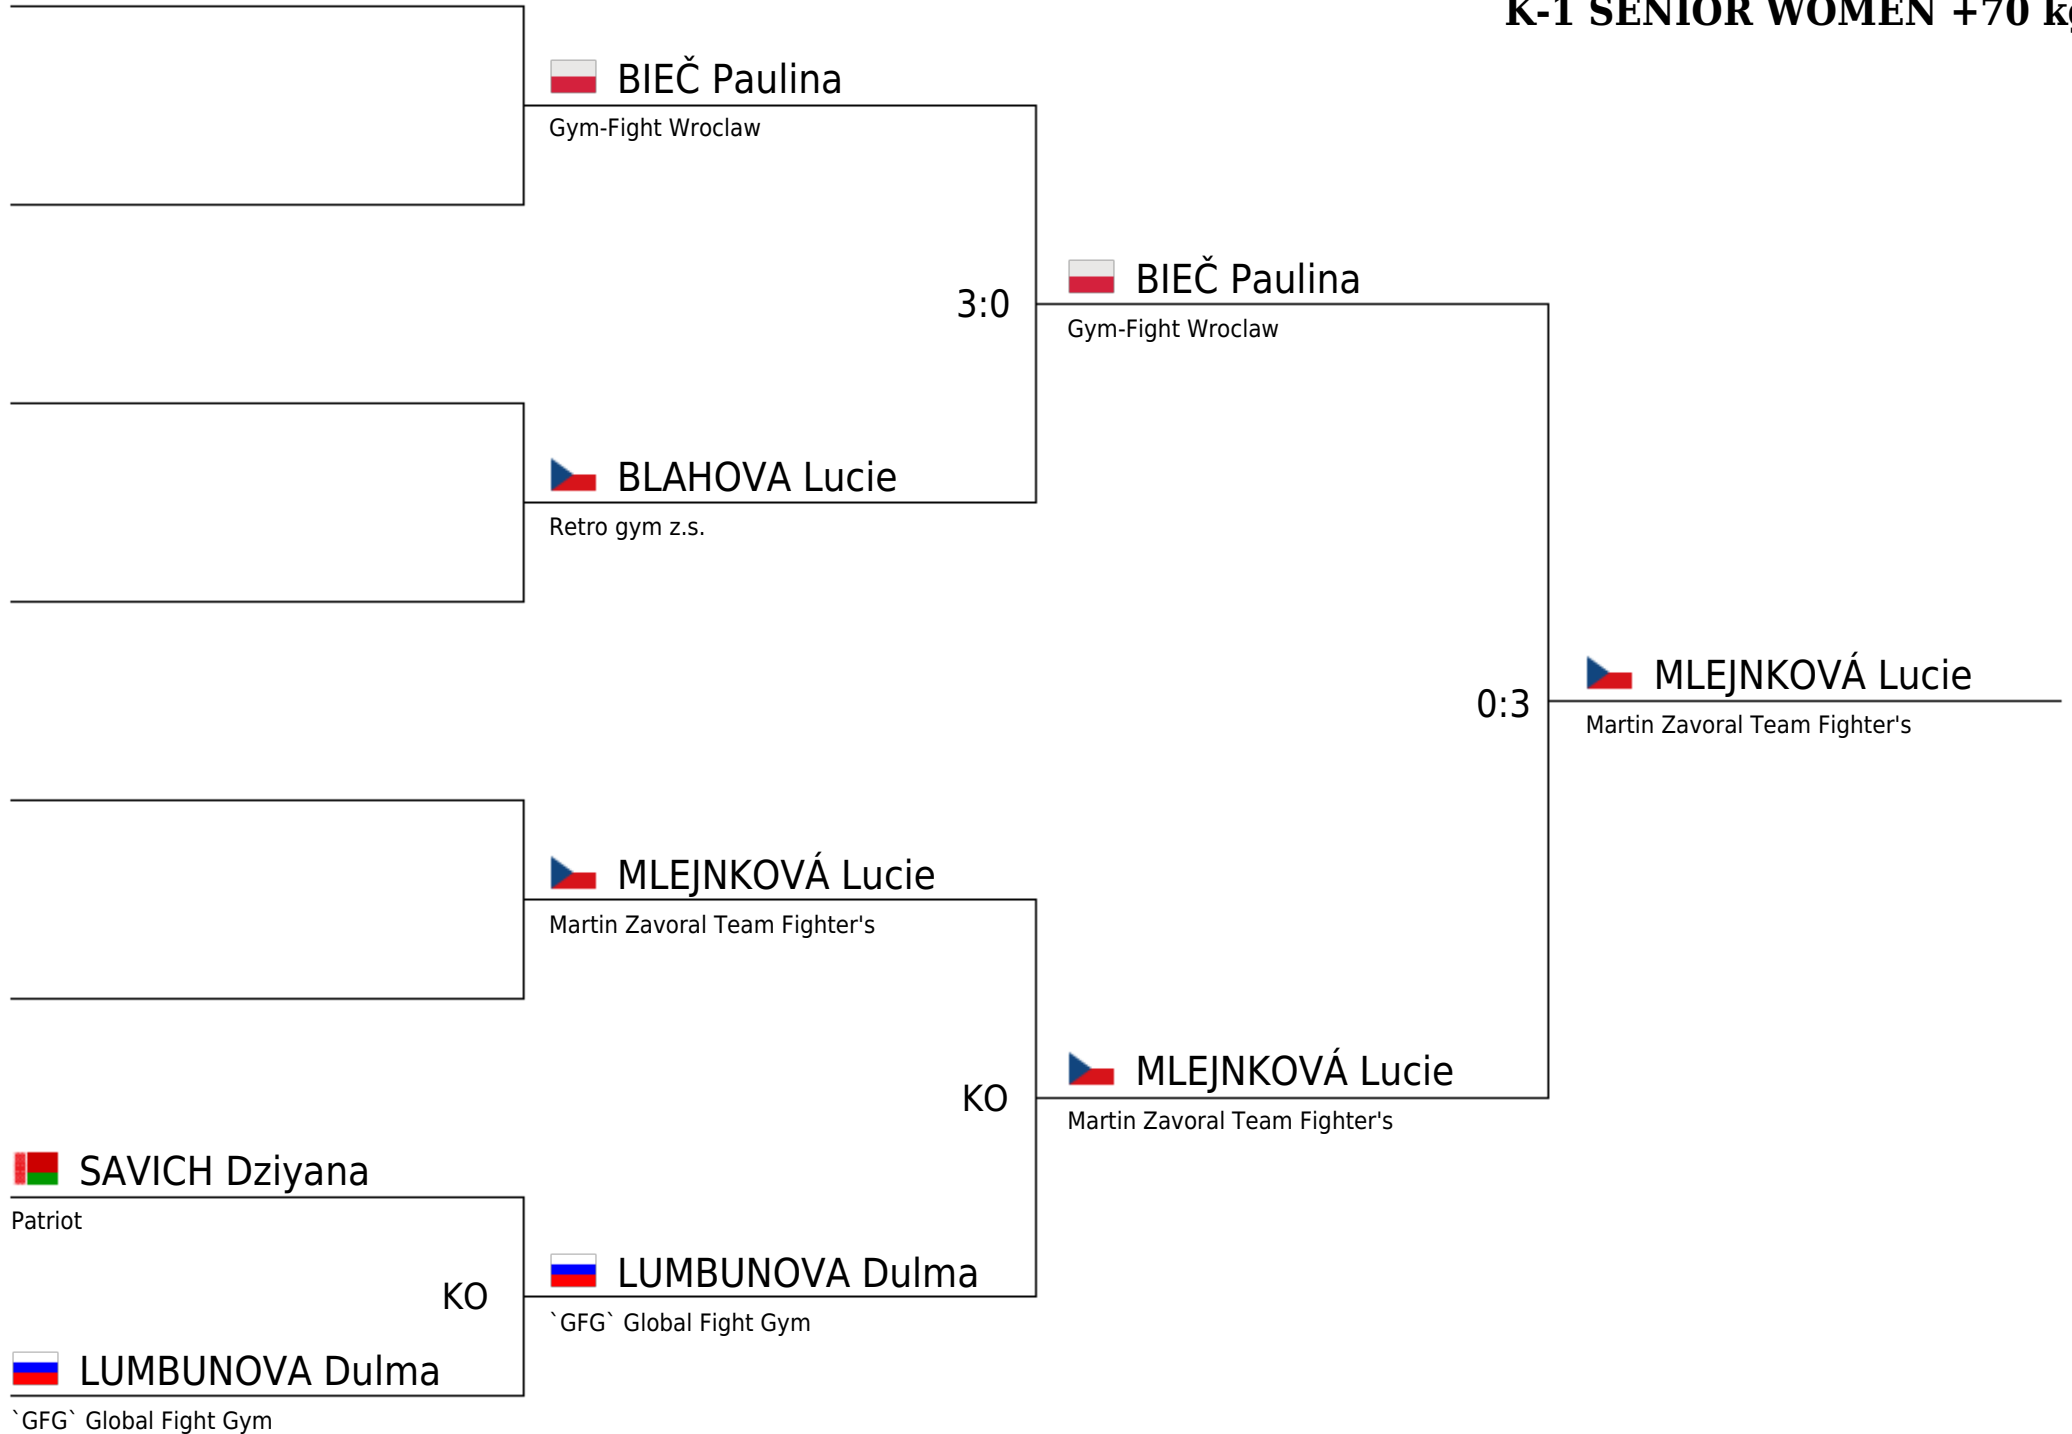 K-1 SENIOR WOMEN +70 kg
BIEČ Paulina
Gym-Fight Wroclaw
3:0
BIEČ Paulina
Gym-Fight Wroclaw
BLAHOVA Lucie
Retro gym z.s.
0:3
MLEJNKOVÁ Lucie
Martin Zavoral Team Fighter's
MLEJNKOVÁ Lucie
Martin Zavoral Team Fighter's
KO
MLEJNKOVÁ Lucie
Martin Zavoral Team Fighter's
SAVICH Dziyana
Patriot
KO
LUMBUNOVA Dulma
`GFG` Global Fight Gym
LUMBUNOVA Dulma
`GFG` Global Fight Gym